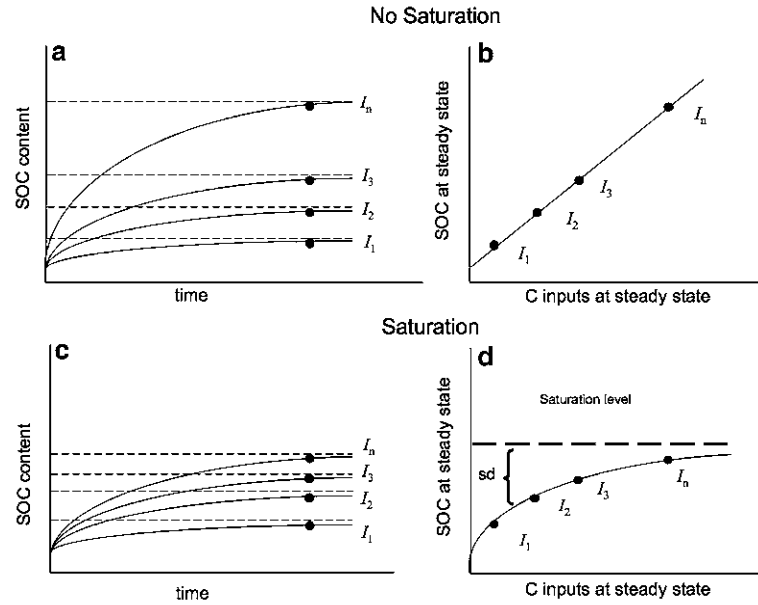 No Saturation
a
SOC content
Iₙ
I₃
I₂
I₁
time
b
SOC at steady state
Iₙ
I₃
I₂
I₁
C inputs at steady state
Saturation
c
SOC content
Iₙ
I₃
I₂
I₁
time
d
SOC at steady state
Saturation level
sd
Iₙ
I₃
I₂
I₁
C inputs at steady state